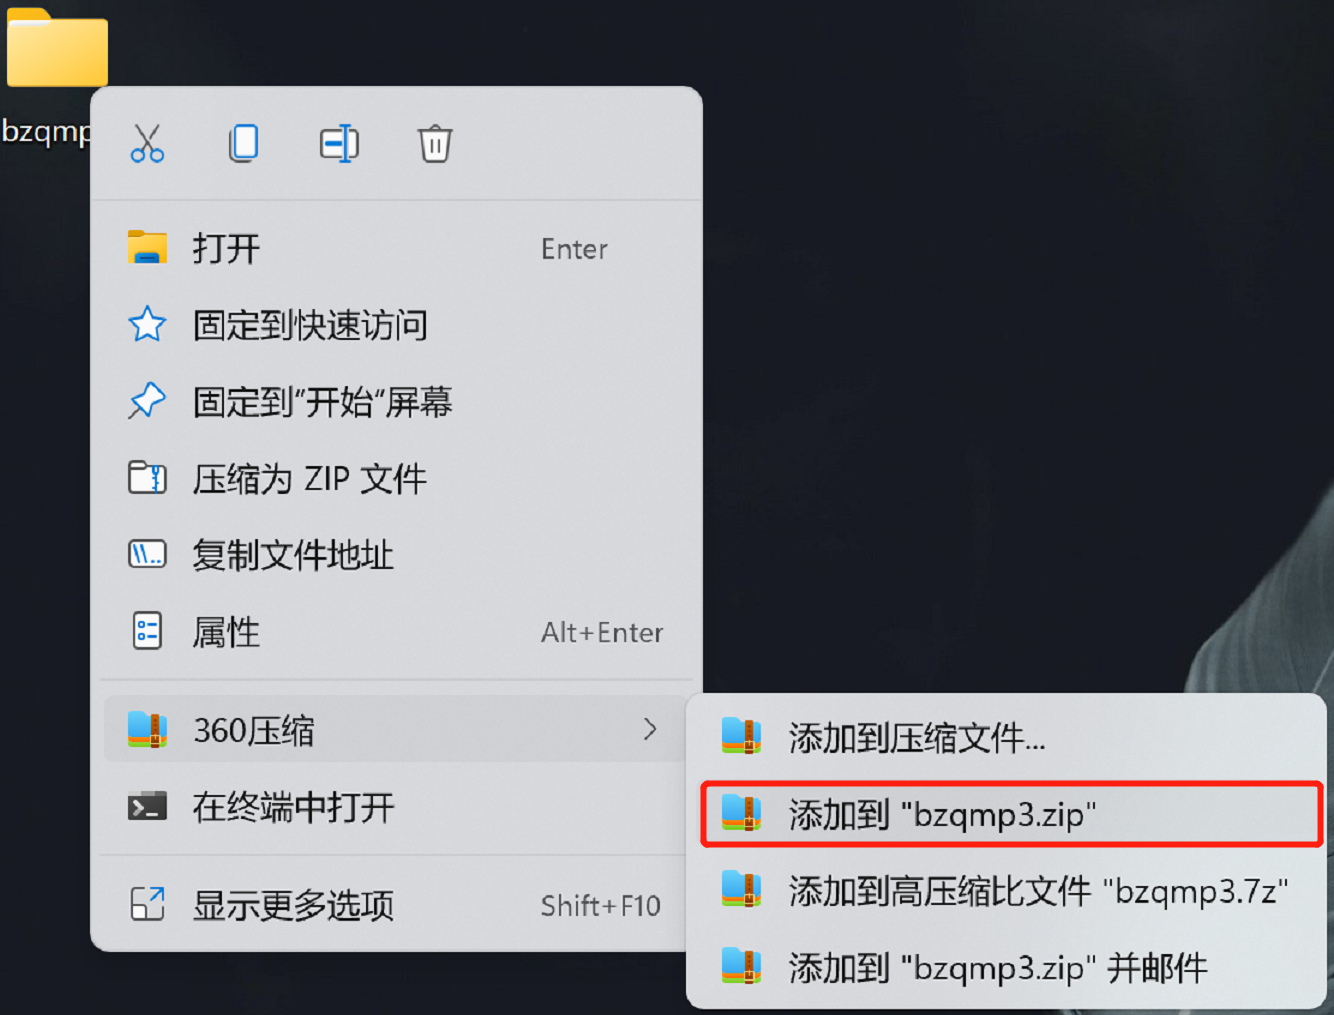 bzqmp
打开 Enter
固定到快速访问
固定到"开始"屏幕
压缩为 ZIP 文件
复制文件地址
属性 Alt+Enter
360压缩
在终端中打开
显示更多选项 Shift+F10
添加到压缩文件...
添加到 "bzqmp3.zip"
添加到高压缩比文件 "bzqmp3.7z"
添加到 "bzqmp3.zip" 并邮件